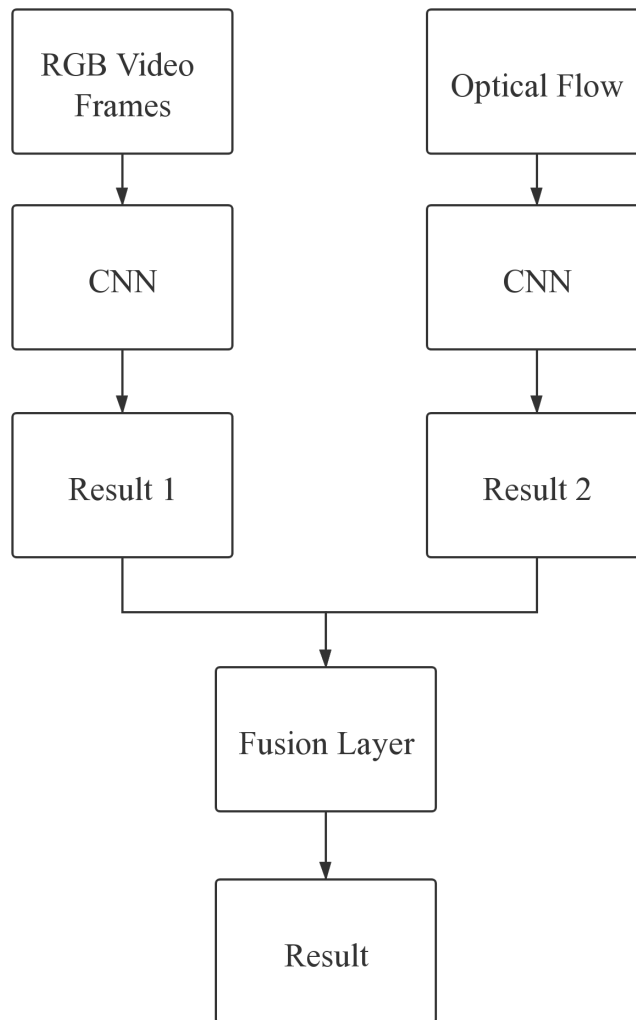 RGB Video
Frames
Optical Flow
CNN
CNN
Result 1
Result 2
Fusion Layer
Result